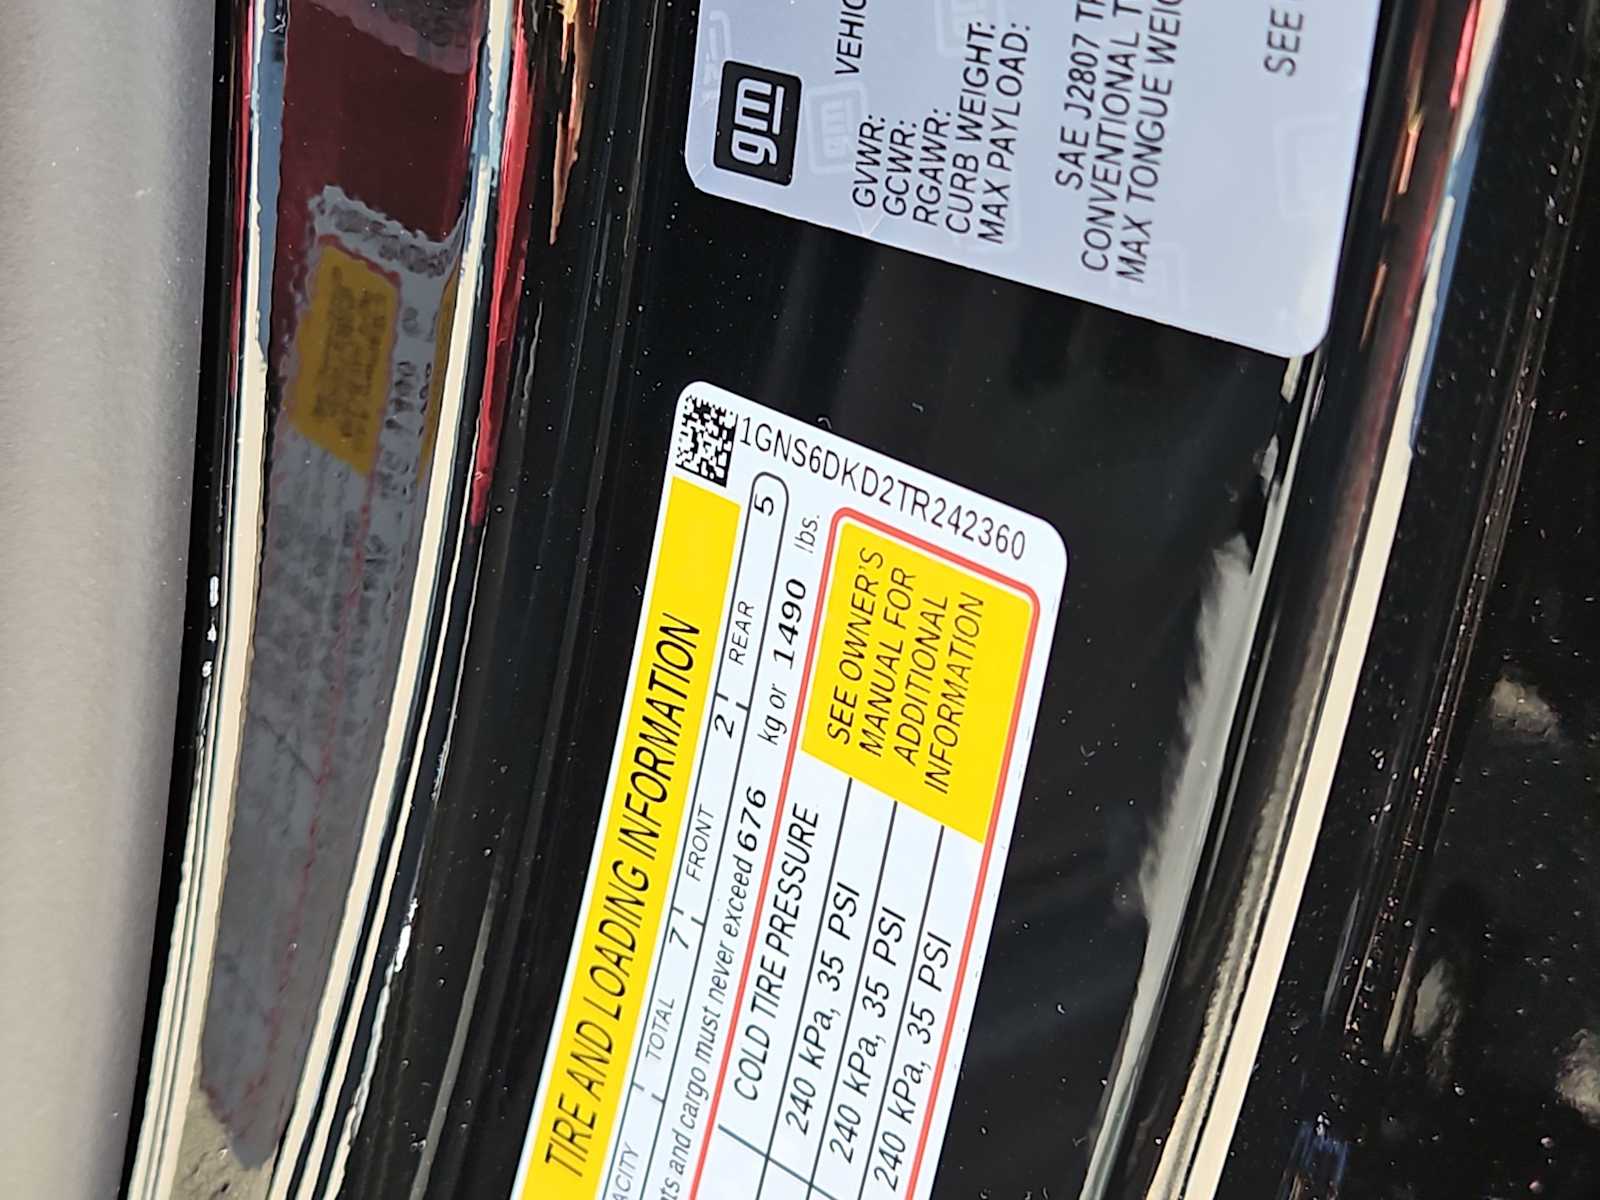 TIRE AND LOADING INFORMATION
ACITY TOTAL 7 FRONT 2 REAR 5
ts and cargo must never exceed 676 kg or 1490 lbs.
COLD TIRE PRESSURE
240 kPa, 35 PSI
240 kPa, 35 PSI
240 kPa, 35 PSI
SEE OWNER'S
MANUAL FOR
ADDITIONAL
INFORMATION
1GNS6DKD2TR242360
gm
VEHIC
GVWR:
GCWR:
RGAWR:
CURB WEIGHT:
MAX PAYLOAD:
SAE J2807 TR
CONVENTIONAL T
MAX TONGUE WEIG
SEE